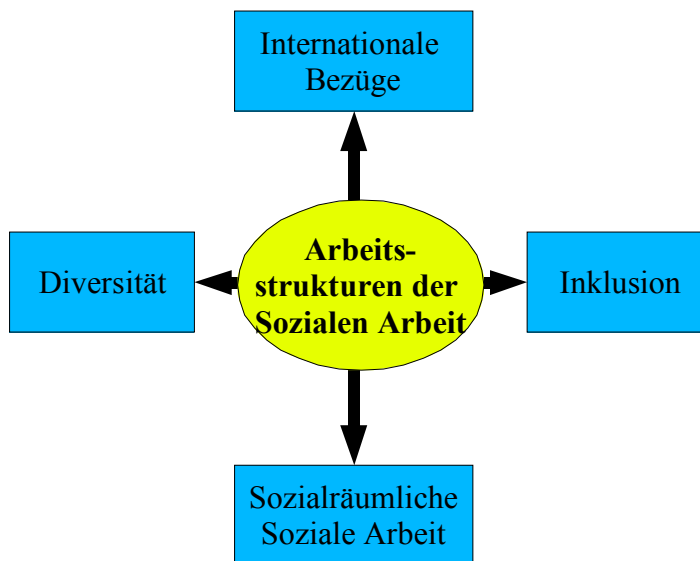 Internationale
Bezüge
Diversität
Arbeits-
strukturen der
Sozialen Arbeit
Inklusion
Sozialräumliche
Soziale Arbeit